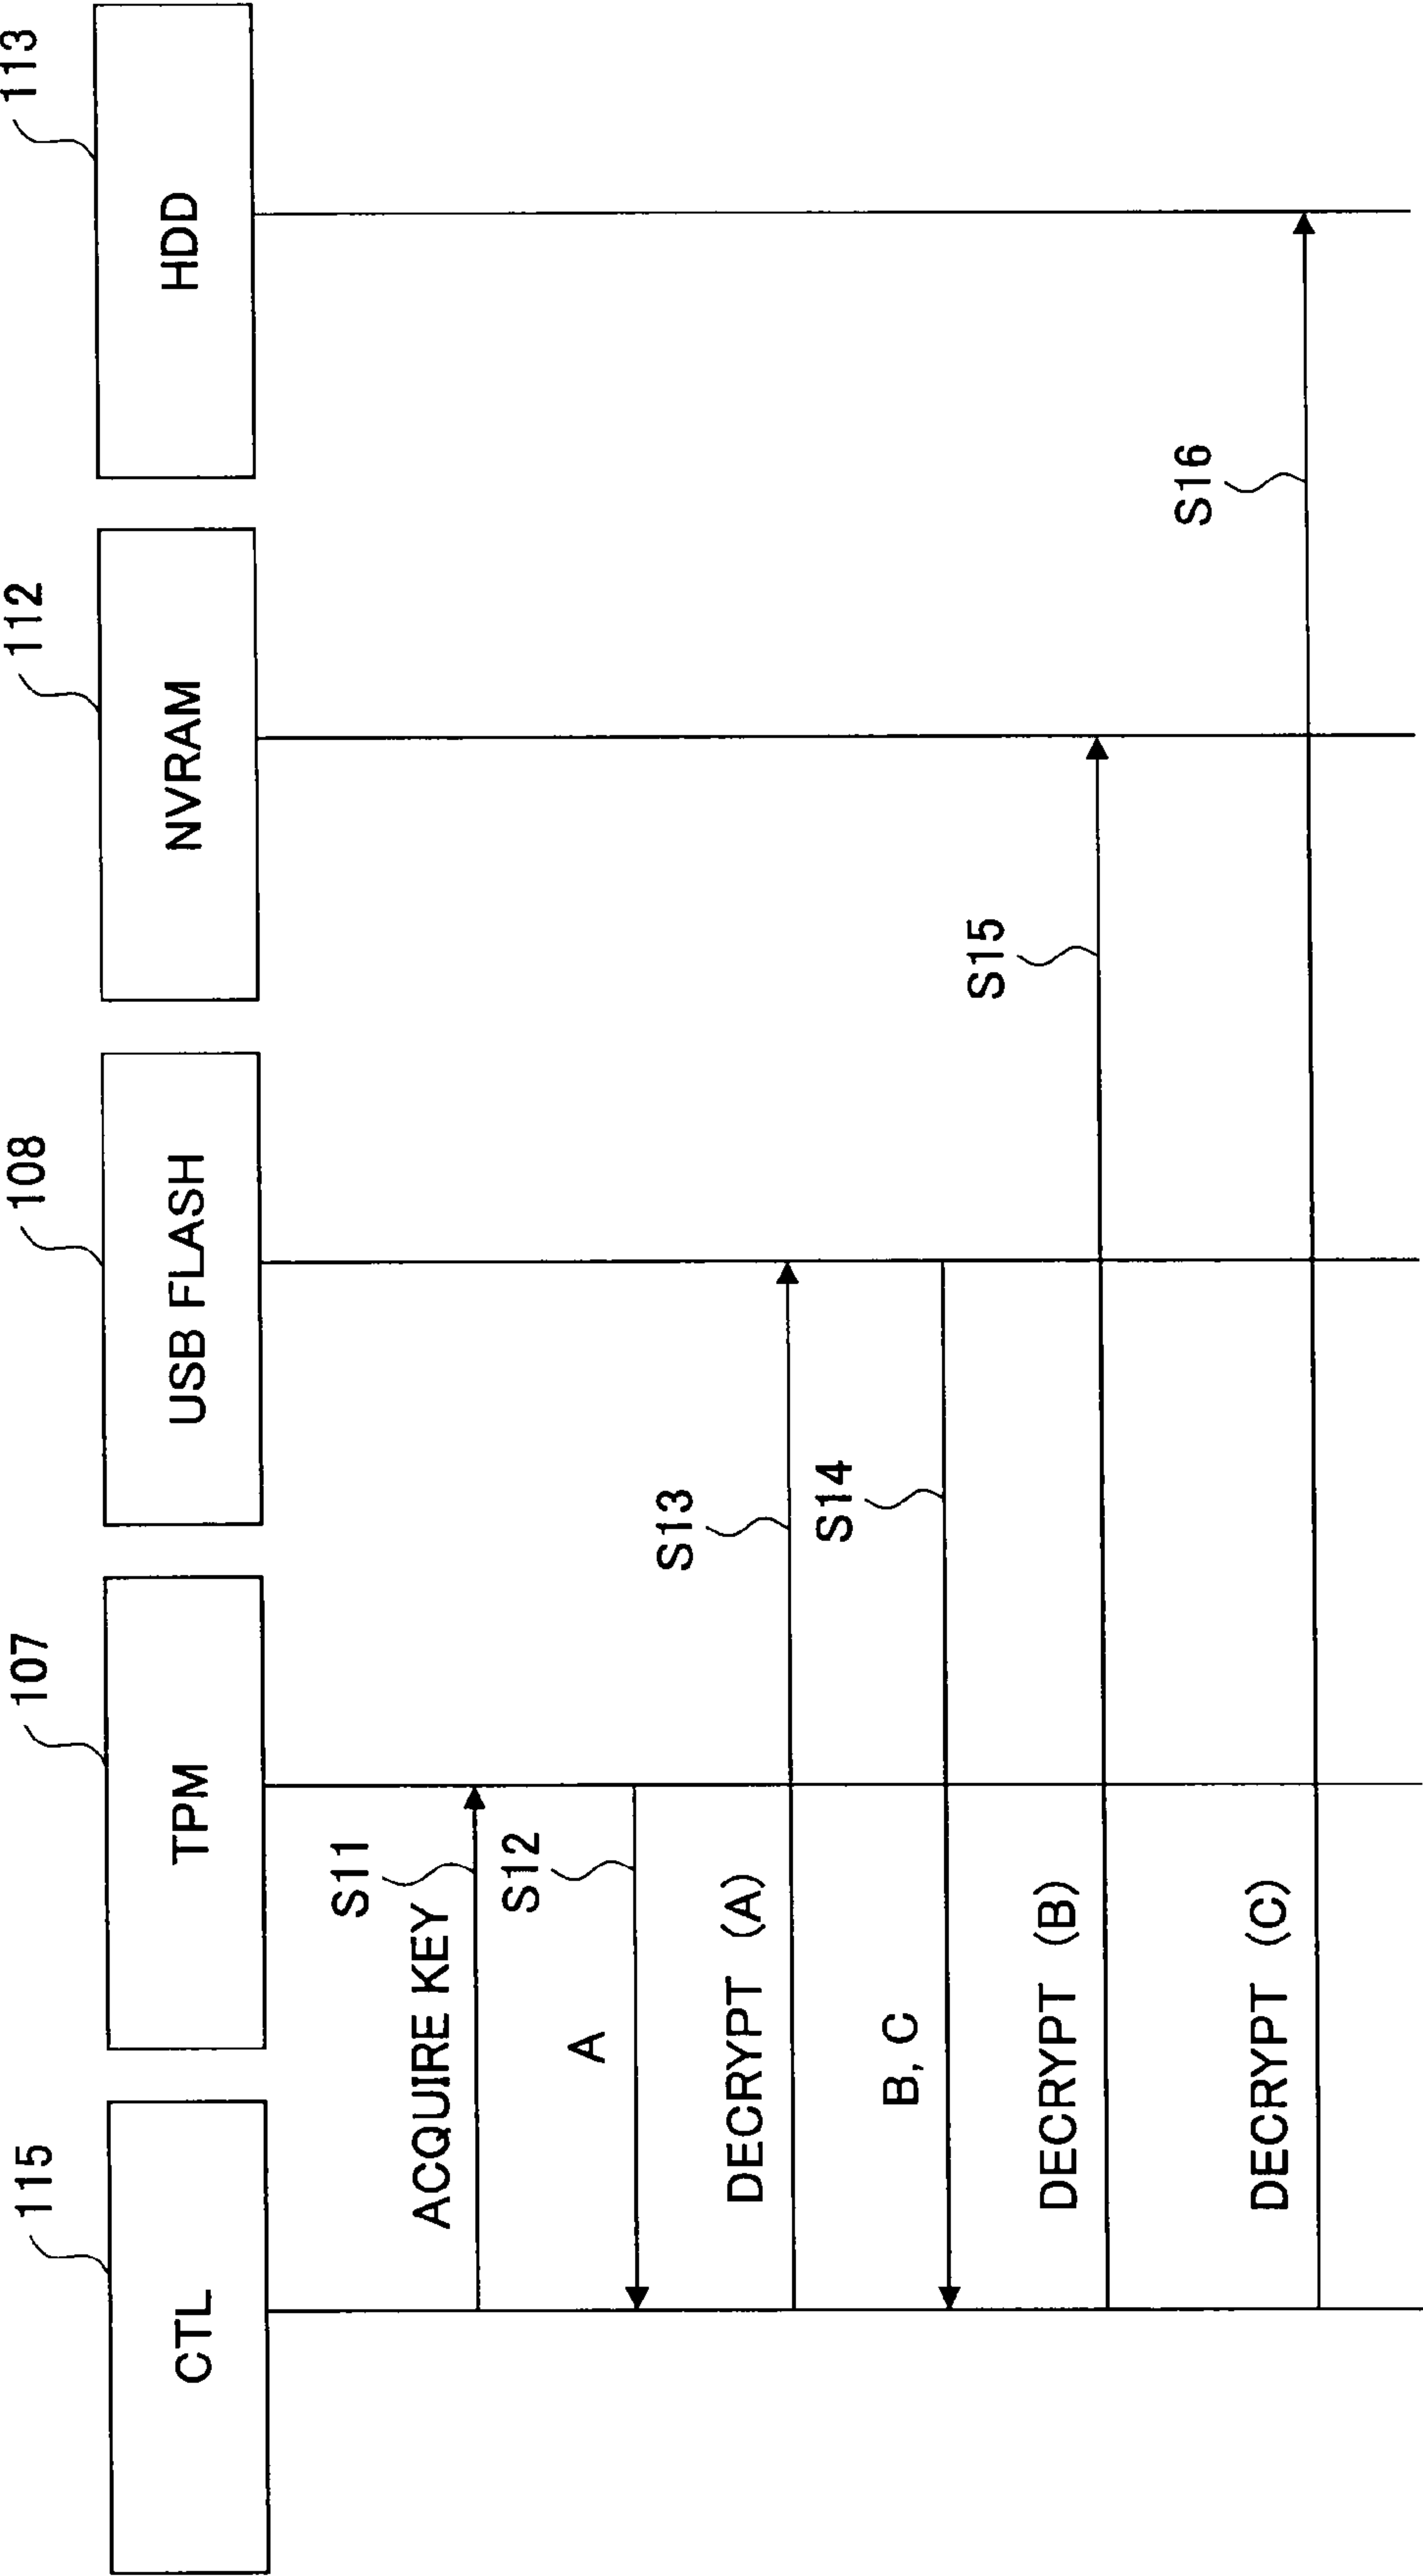 115
107
108
112
113
CTL
TPM
USB FLASH
NVRAM
HDD
S11
ACQUIRE KEY
S12
A
S13
DECRYPT (A)
S14
B, C
S15
DECRYPT (B)
S16
DECRYPT (C)